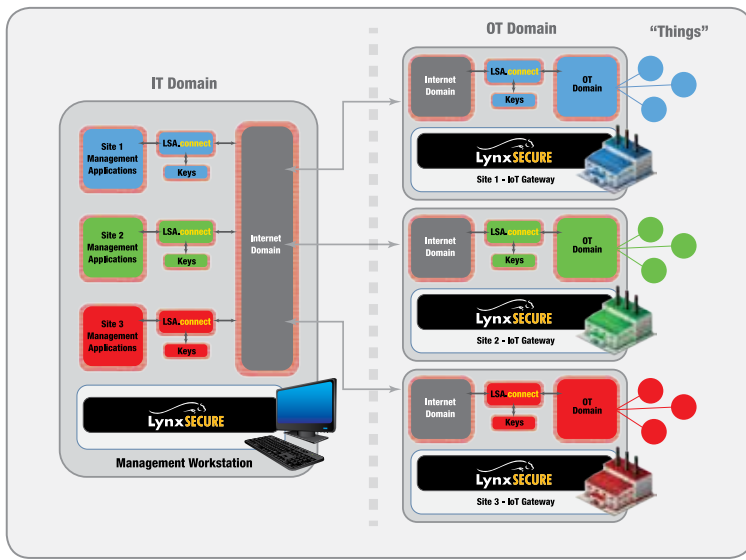 OT Domain
“Things”
IT Domain
Site 1
Management
Applications
LSA.connect
Keys
Site 2
Management
Applications
LSA.connect
Keys
Site 3
Management
Applications
LSA.connect
Keys
Internet
Domain
LynxSECURE
Management Workstation
Internet
Domain
LSA.connect
Keys
OT
Domain
LynxSECURE
Site 1 - IoT Gateway
Internet
Domain
LSA.connect
Keys
OT
Domain
LynxSECURE
Site 2 - IoT Gateway
Internet
Domain
LSA.connect
Keys
OT
Domain
LynxSECURE
Site 3 - IoT Gateway